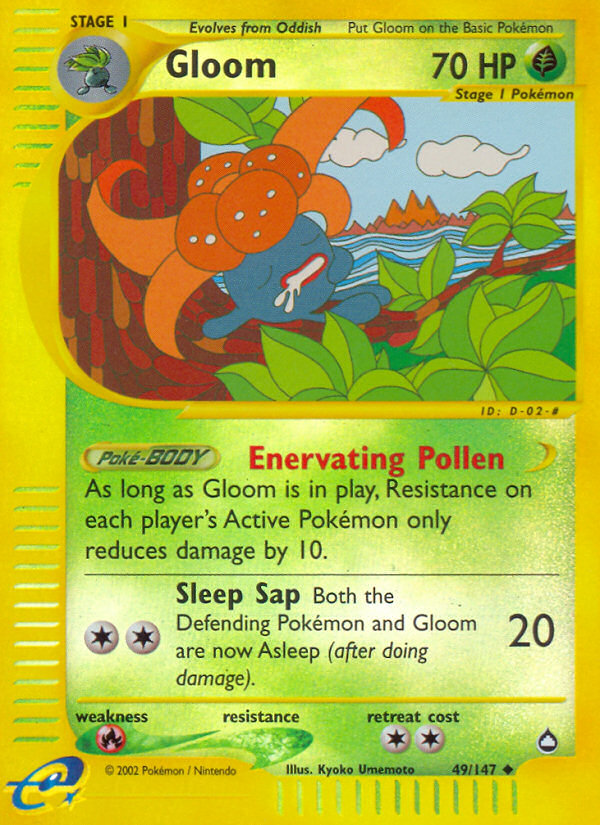 STAGE 1
Evolves from Oddish Put Gloom on the Basic Pokémon
Gloom 70 HP
Stage 1 Pokémon
ID: D-02-#
Poké-BODY Enervating Pollen
As long as Gloom is in play, Resistance on
each player's Active Pokémon only
reduces damage by 10.
Sleep Sap Both the
Defending Pokémon and Gloom
are now Asleep (after doing
damage).
20
weakness resistance retreat cost
© 2002 Pokémon / Nintendo Illus. Kyoko Umemoto 49/147
e